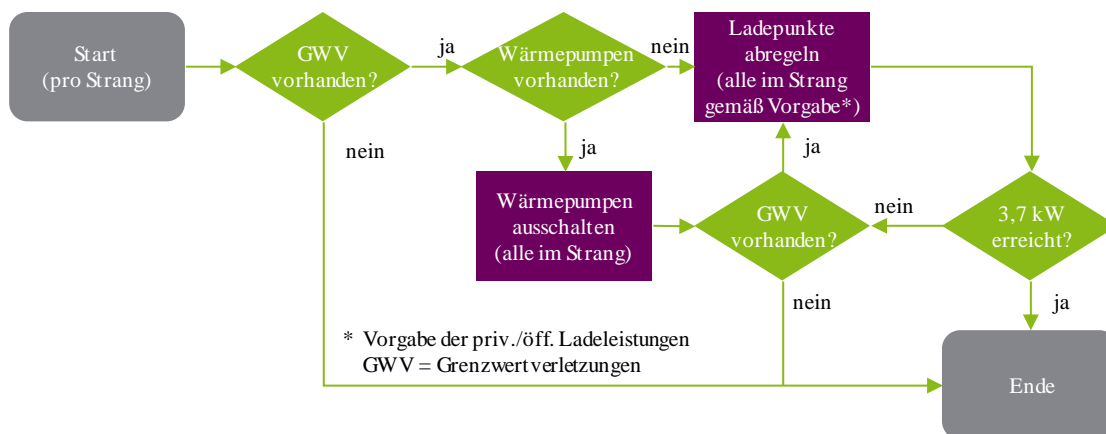 Start
(pro Strang)
GWV
vorhanden?
ja
Wärmepumpen
vorhanden?
nein
Ladepunkte
abregeln
(alle im Strang
gemäß Vorgabe*)
nein
ja
ja
ja
Wärmepumpen
ausschalten
(alle im Strang)
GWV
vorhanden?
nein
3,7 kW
erreicht?
nein
ja
* Vorgabe der priv./öff. Ladeleistungen
GWV = Grenzwertverletzungen
Ende